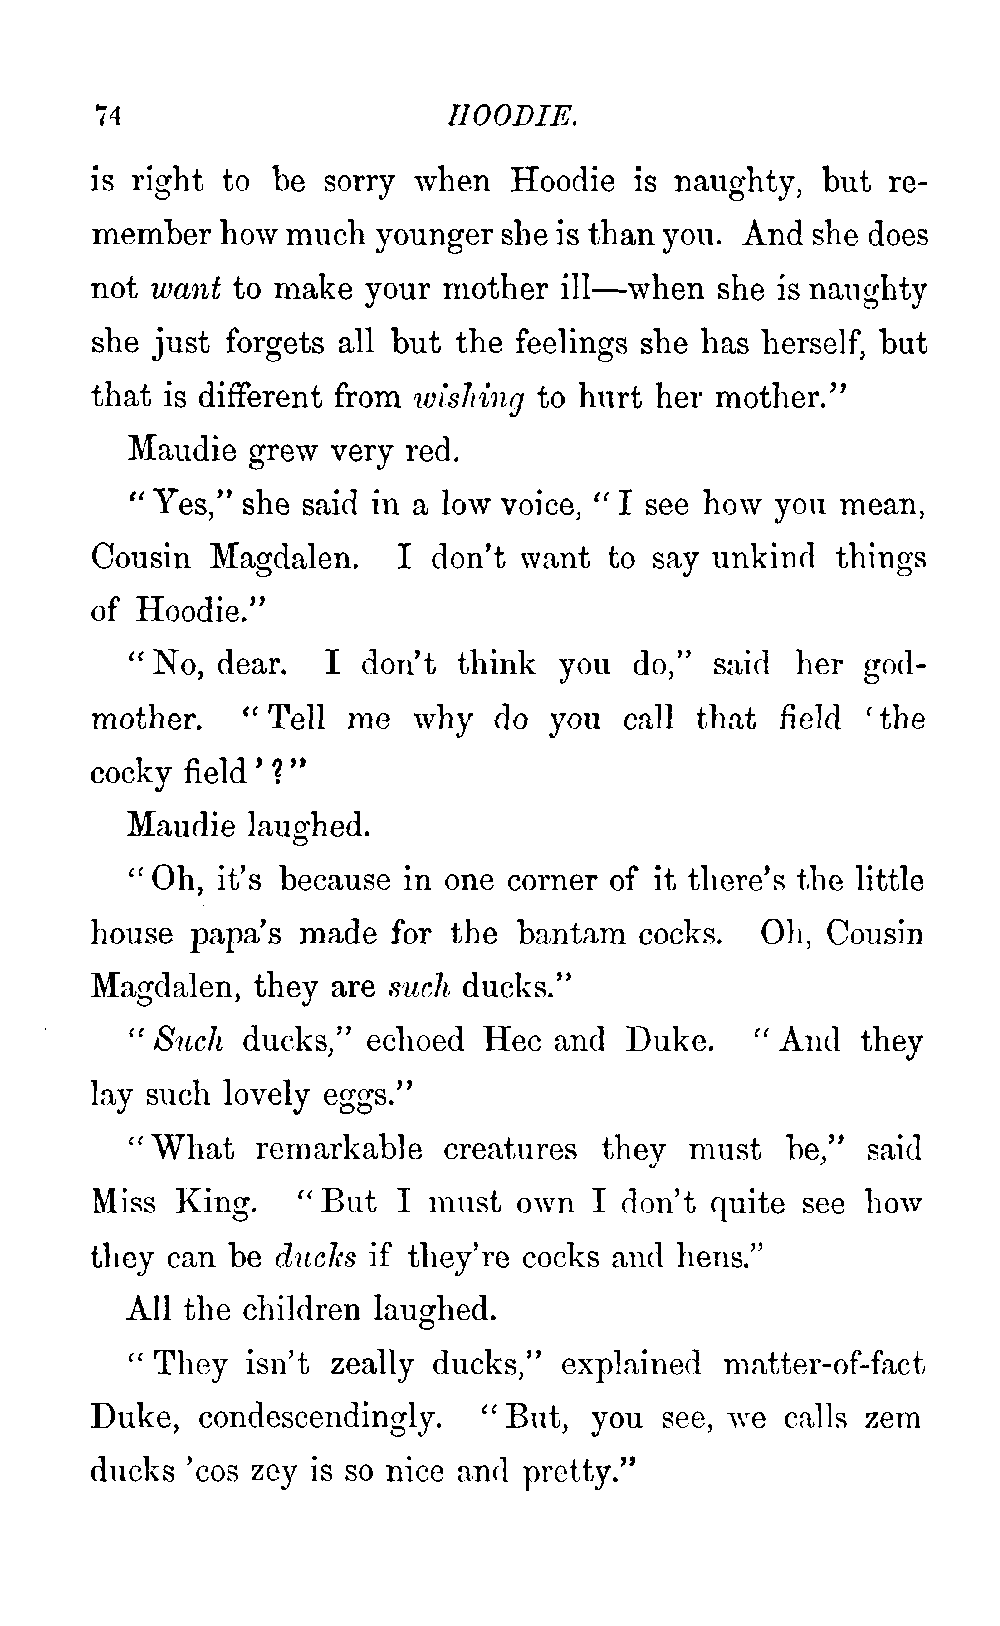 74 HOODIE.
is right to be sorry when Hoodie is naughty, but re-
member how much younger she is than you. And she does
not want to make your mother ill—when she is naughty
she just forgets all but the feelings she has herself, but
that is different from wishing to hurt her mother."
Maudie grew very red.
"Yes," she said in a low voice, "I see how you mean,
Cousin Magdalen. I don't want to say unkind things
of Hoodie."
"No, dear. I don't think you do," said her god-
mother. "Tell me why do you call that field 'the
cocky field'?"
Maudie laughed.
"Oh, it's because in one corner of it there's the little
house papa's made for the bantam cocks. Oh, Cousin
Magdalen, they are such ducks."
"Such ducks," echoed Hec and Duke. "And they
lay such lovely eggs."
"What remarkable creatures they must be," said
Miss King. "But I must own I don't quite see how
they can be ducks if they're cocks and hens."
All the children laughed.
"They isn't zeally ducks," explained matter-of-fact
Duke, condescendingly. "But, you see, we calls zem
ducks 'cos zey is so nice and pretty."